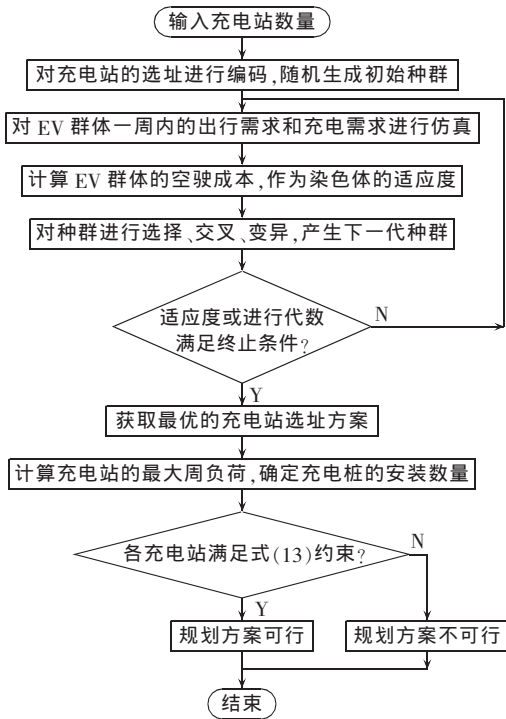 输入充电站数量
对充电站的选址进行编码,随机生成初始种群
对 EV 群体一周内的出行需求和充电需求进行仿真
计算 EV 群体的空驶成本,作为染色体的适应度
对种群进行选择、交叉、变异,产生下一代种群
适应度或进行代数
满足终止条件?
N
Y
获取最优的充电站选址方案
计算充电站的最大周负荷,确定充电桩的安装数量
各充电站满足式(13)约束?
N
Y
规划方案可行
规划方案不可行
结束